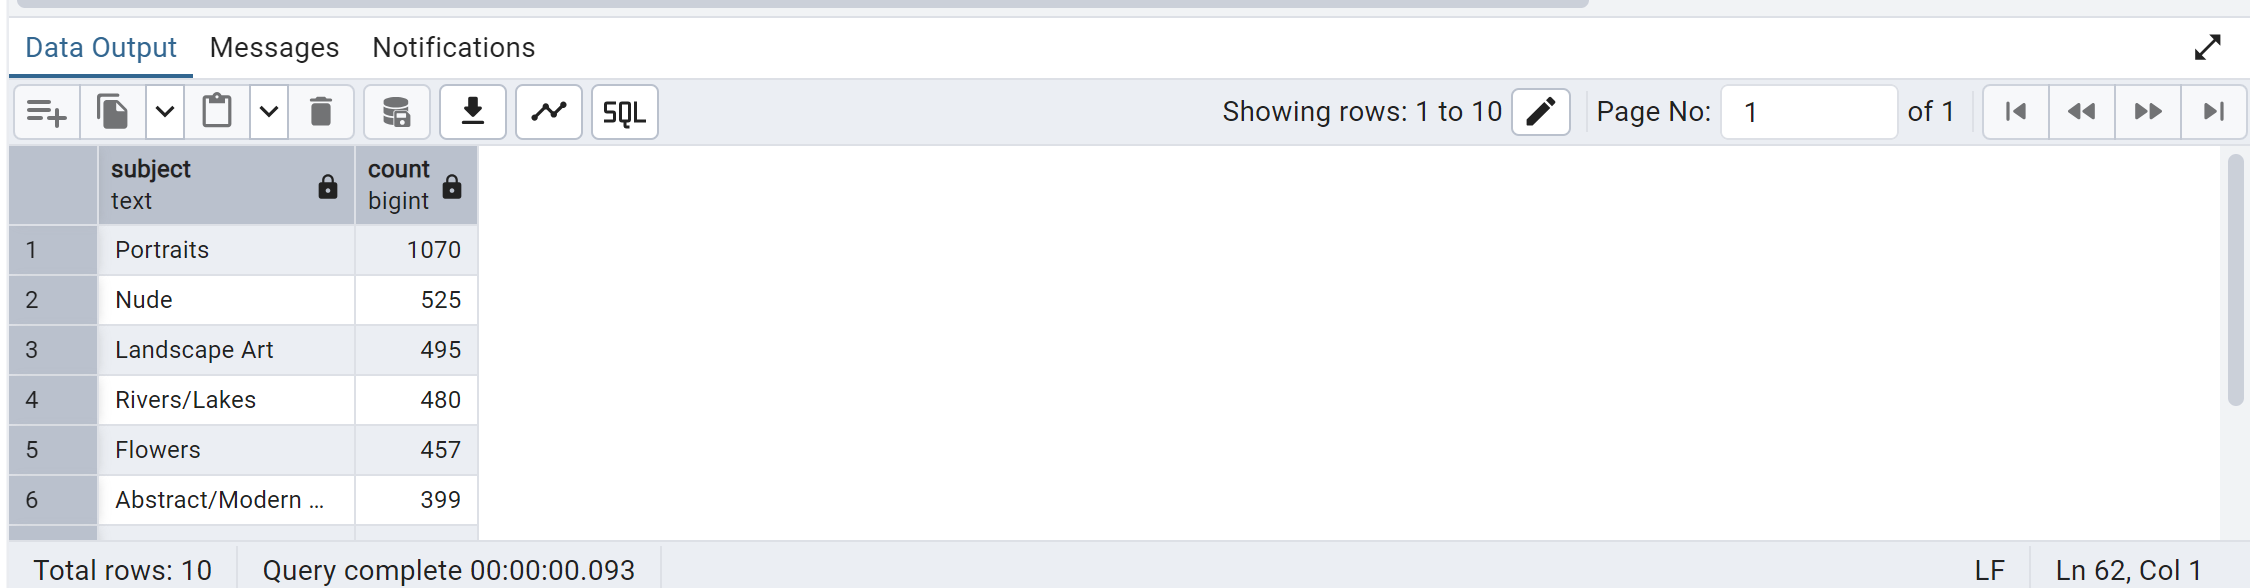 Data Output Messages Notifications
SQL Showing rows: 1 to 10 Page No: 1 of 1
subject count
text bigint
1 Portraits 1070
2 Nude 525
3 Landscape Art 495
4 Rivers/Lakes 480
5 Flowers 457
6 Abstract/Modern ... 399
Total rows: 10 Query complete 00:00:00.093 LF Ln 62, Col 1